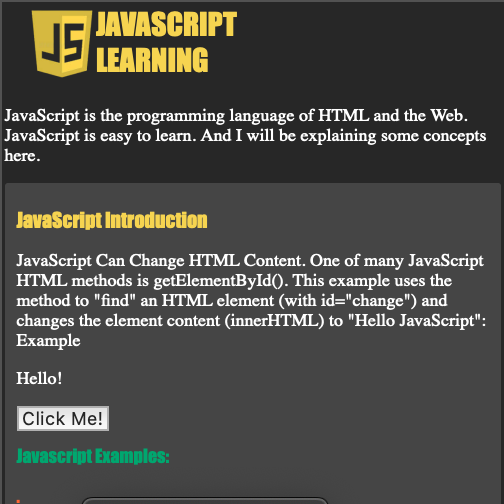 JS
JAVASCRIPT
LEARNING
JavaScript is the programming language of HTML and the Web.
JavaScript is easy to learn. And I will be explaining some concepts
here.
JavaScript Introduction
JavaScript Can Change HTML Content. One of many JavaScript
HTML methods is getElementById(). This example uses the
method to "find" an HTML element (with id="change") and
changes the element content (innerHTML) to "Hello JavaScript":
Example
Hello!
Click Me!
Javascript Examples: